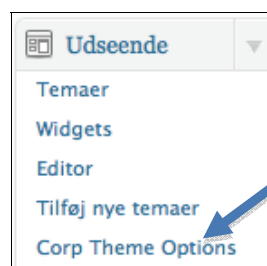 Udseende
Temaer
Widgets
Editor
Tilføj nye temaer
Corp Theme Options